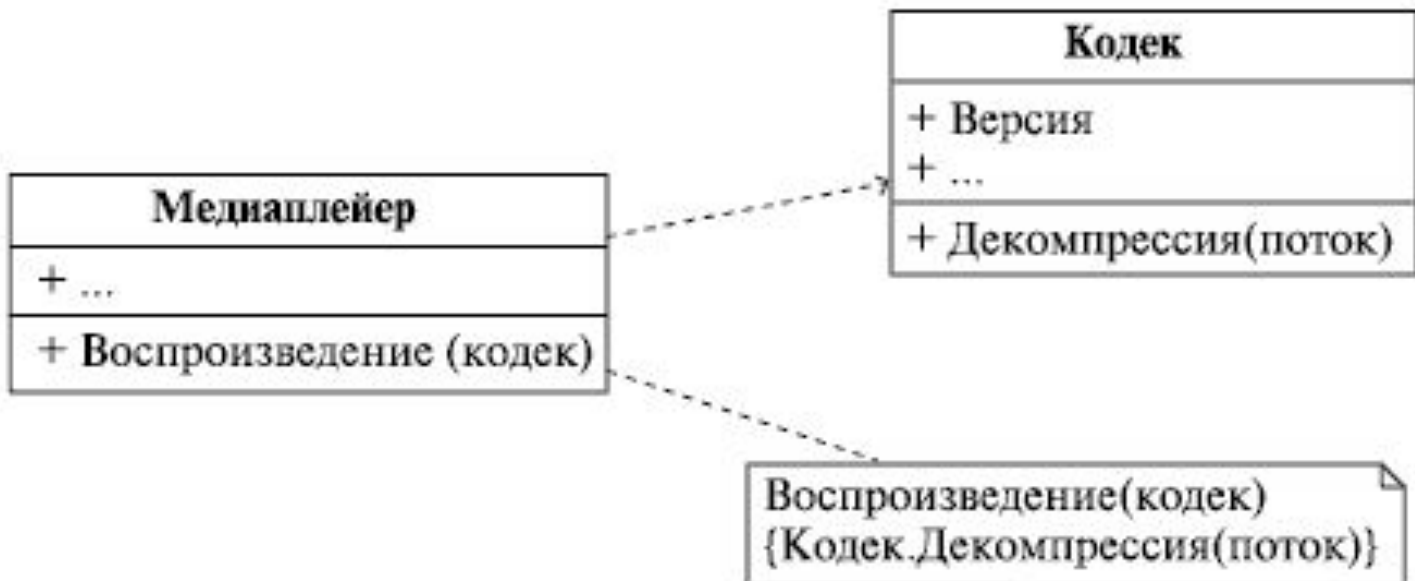 Кодек
+ Версия
+ ...
+ Декомпрессия(поток)
Медиаплейер
+ ...
+ Воспроизведение (кодек)
Воспроизведение(кодек)
{Кодек.Декомпрессия(поток)}